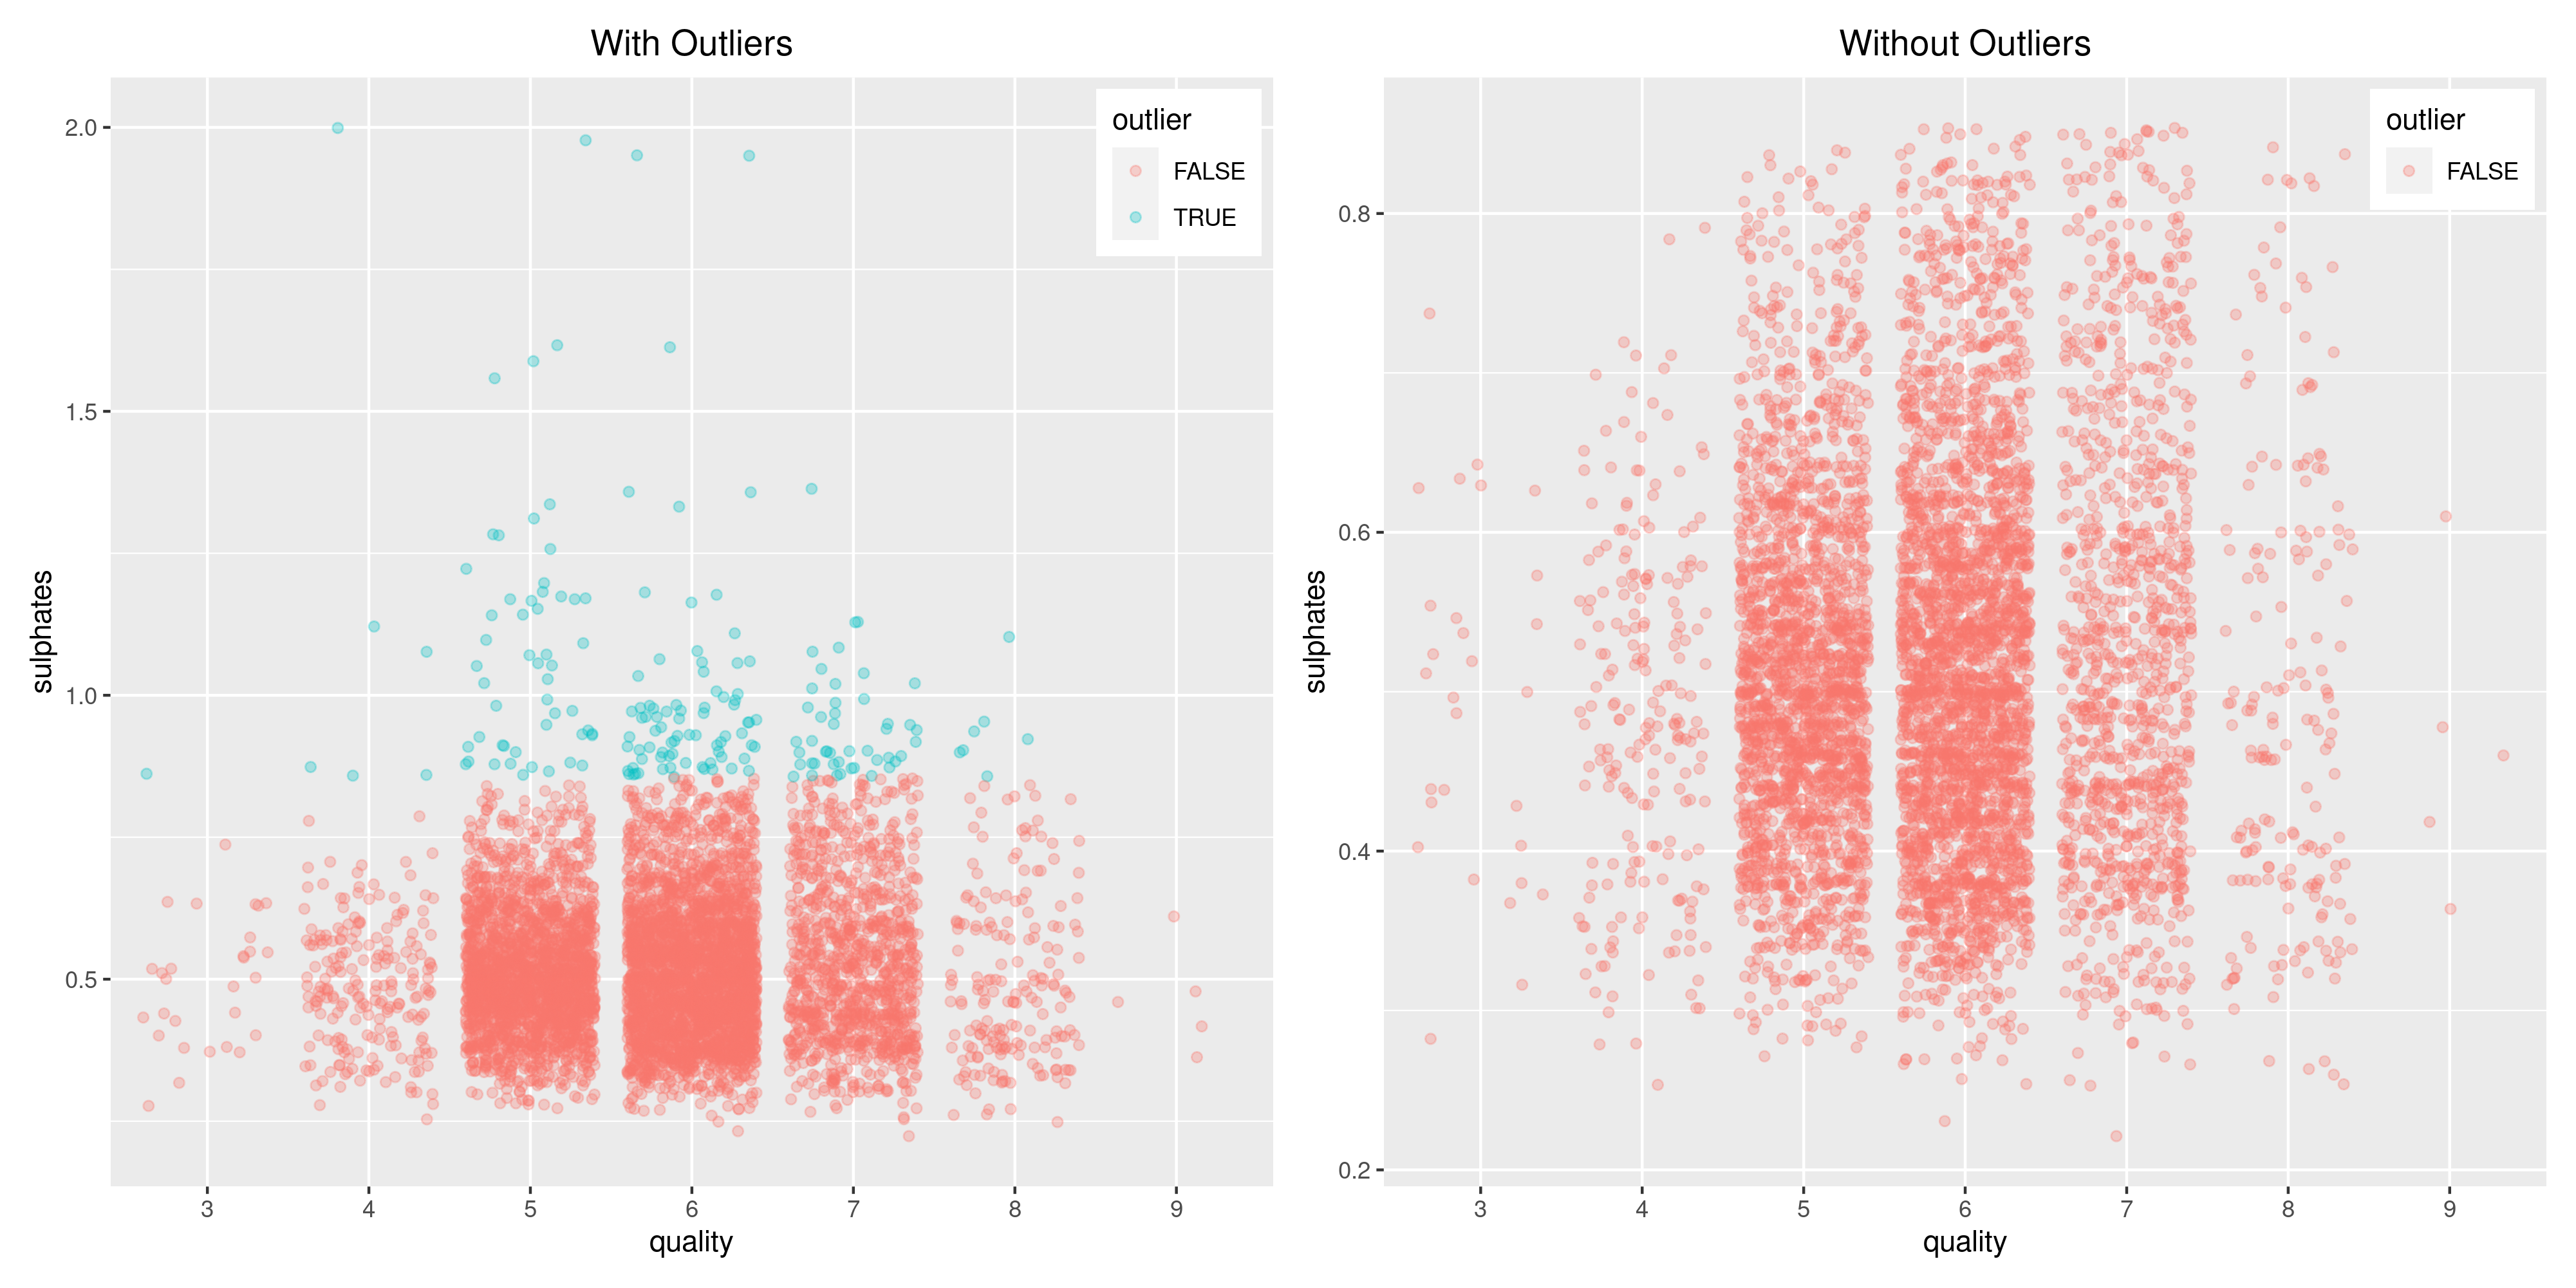 With Outliers
outlier
FALSE
TRUE
2.0
1.5
1.0
0.5
sulphates
3 4 5 6 7 8 9
quality
Without Outliers
outlier
FALSE
0.8
0.6
0.4
0.2
sulphates
3 4 5 6 7 8 9
quality